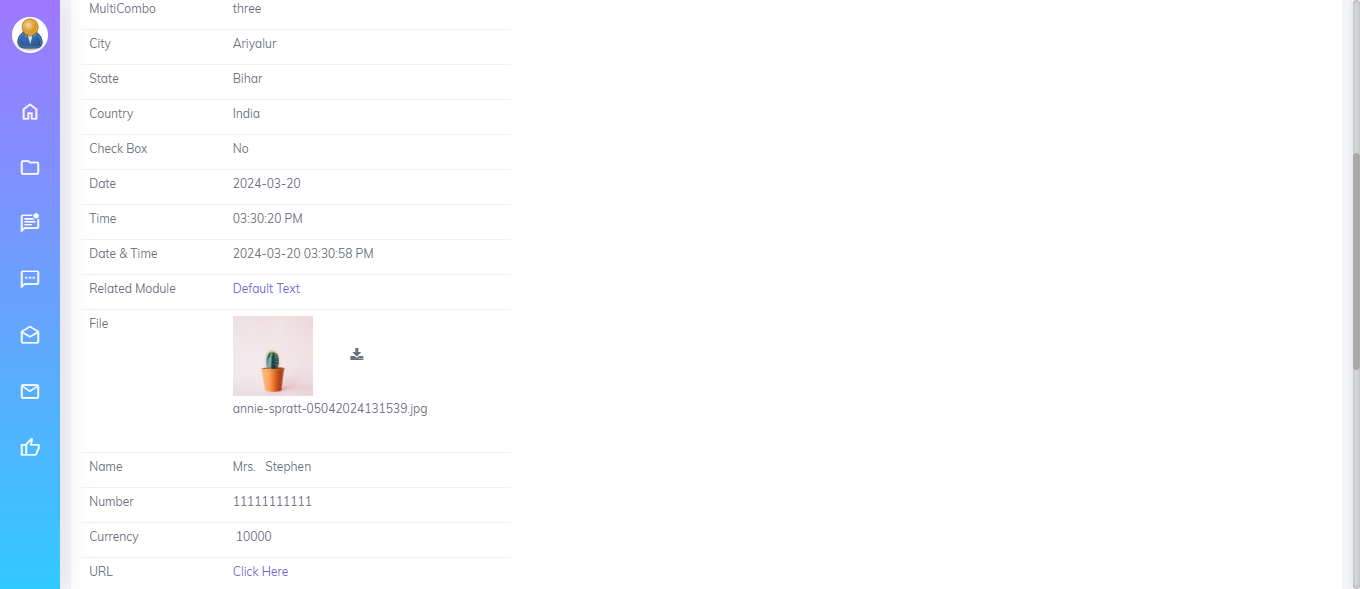 MultiCombo three
City Ariyalur
State Bihar
Country India
Check Box No
Date 2024-03-20
Time 03:30:20 PM
Date & Time 2024-03-20 03:30:58 PM
Related Module Default Text
File
annie-spratt-05042024131539.jpg
Name Mrs. Stephen
Number 11111111111
Currency 10000
URL Click Here